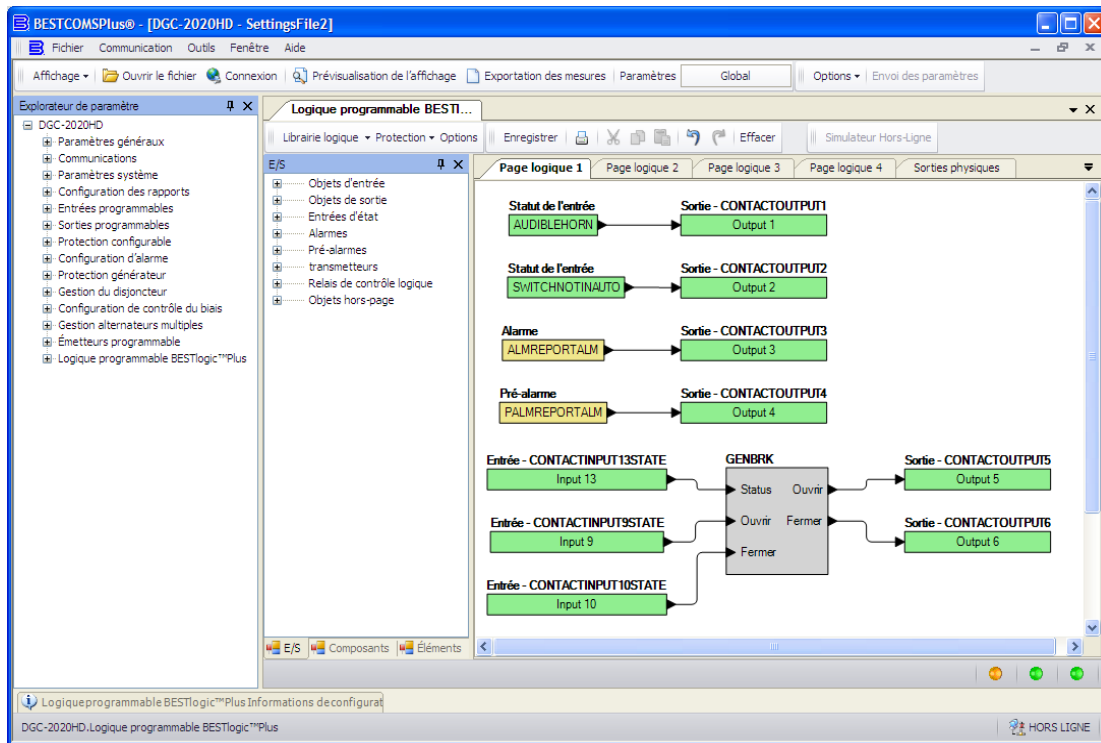 BESTCOMSPlus® - [DGC-2020HD - SettingsFile2]
Fichier Communication Outils Fenêtre Aide
Affichage Ouvrir le fichier Connexion Prévisualisation de l'affichage Exportation des mesures Paramètres Global Options Envoi des paramètres
Explorateur de paramètre
DGC-2020HD
Paramètres généraux
Communications
Paramètres système
Configuration des rapports
Entrées programmables
Sorties programmables
Protection configurable
Configuration d'alarme
Protection générateur
Gestion du disjoncteur
Configuration de contrôle du biais
Gestion alternateurs multiples
Émetteurs programmable
Logique programmable BESTlogic™Plus
Logique programmable BESTl...
Librairie logique Protection Options Enregistrer Effacer Simulateur Hors-Ligne
E/S
Objets d'entrée
Objets de sortie
Entrées d'état
Alarmes
Pré-alarmes
transmetteurs
Relais de contrôle logique
Objets hors-page
E/S Composants Éléments
Page logique 1 Page logique 2 Page logique 3 Page logique 4 Sorties physiques
Statut de l'entrée Sortie - CONTACTOUTPUT1
AUDIBLEHORN Output 1
Statut de l'entrée Sortie - CONTACTOUTPUT2
SWITCHNOTINAUTO Output 2
Alarme Sortie - CONTACTOUTPUT3
ALMREPORTALM Output 3
Pré-alarme Sortie - CONTACTOUTPUT4
PALMREPORTALM Output 4
Entrée - CONTACTINPUT13STATE GENBRK Sortie - CONTACTOUTPUT5
Input 13 Status Ouvrir Output 5
Entrée - CONTACTINPUT9STATE Ouvrir Fermer Sortie - CONTACTOUTPUT6
Input 9 Output 6
Fermer
Entrée - CONTACTINPUT10STATE
Input 10
Logiqueprogrammable BESTlogic™Plus Informations deconfigurat
DGC-2020HD.Logique programmable BESTlogic™Plus HORS LIGNE